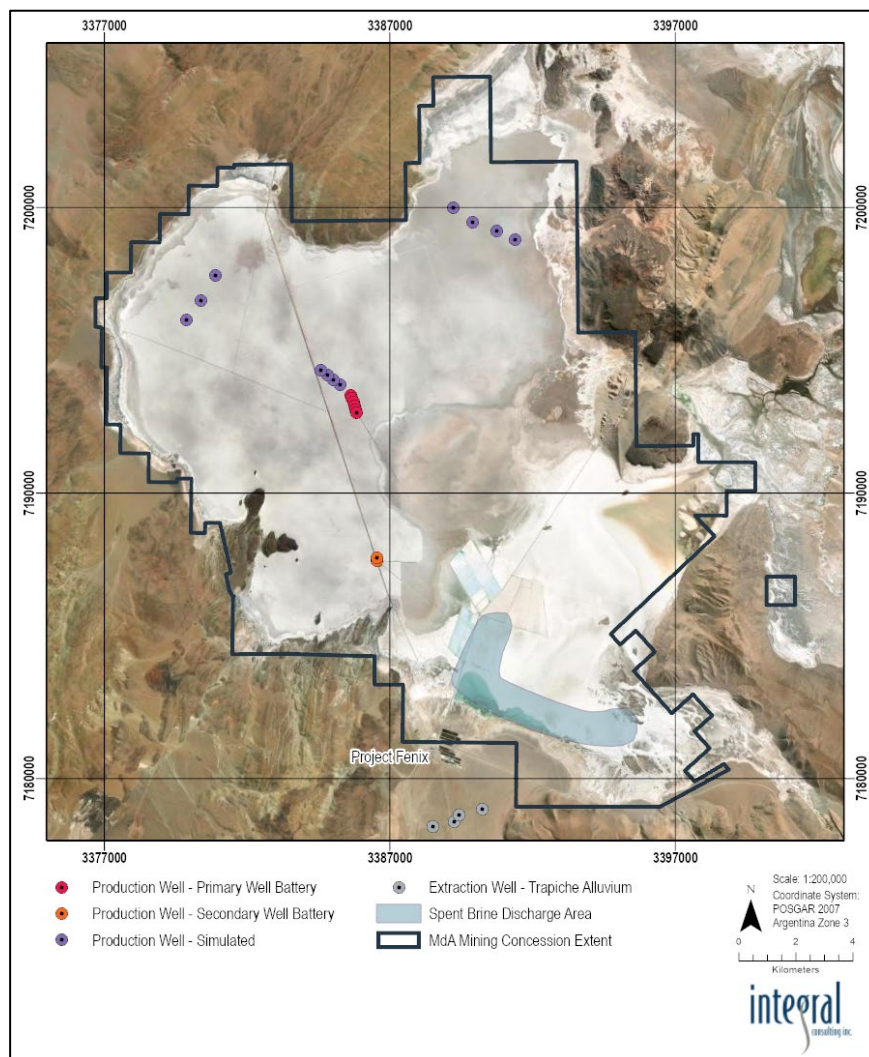 3377000
3387000
3397000
7200000
7200000
7190000
7190000
7180000
7180000
Project Fenix
Production Well - Primary Well Battery
Production Well - Secondary Well Battery
Production Well - Simulated
Extraction Well - Trapiche Alluvium
Spent Brine Discharge Area
MdA Mining Concession Extent
3377000
3387000
3397000
N
Scale: 1:200,000
Coordinate System:
POSGAR 2007
Argentina Zone 3
0 2 4
Kilometers
integral
consulting inc.